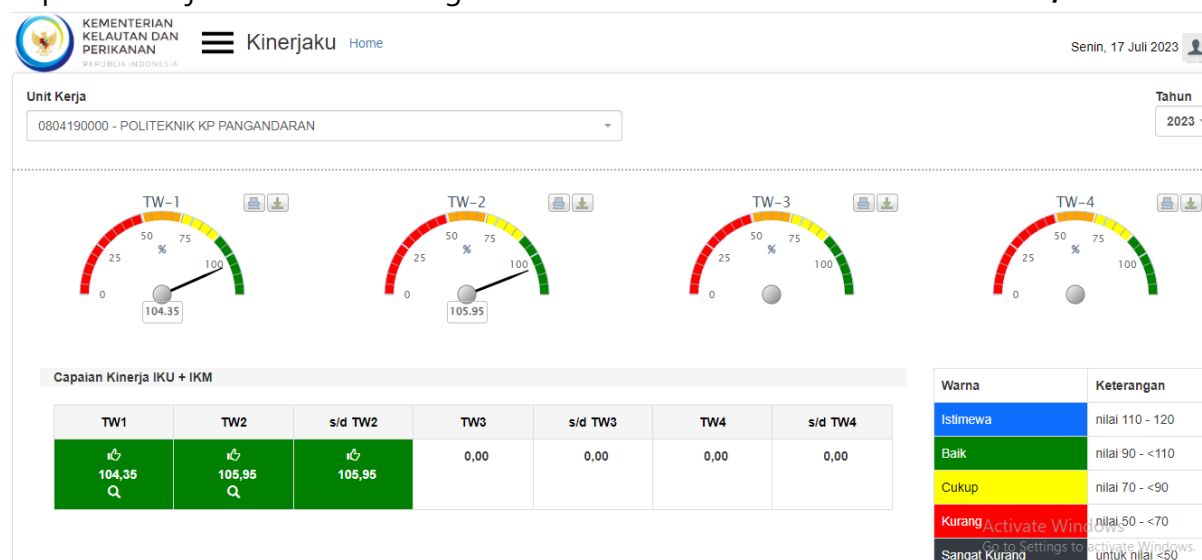 KEMENTERIAN
KELAUTAN DAN
PERIKANAN
REPUBLIK INDONESIA
Kinerjaku Home
Senin, 17 Juli 2023
Unit Kerja
Tahun
0804190000 - POLITEKNIK KP PANGANDARAN
2023
TW-1 TW-2 TW-3 TW-4
0 25 50 75 100 %
104.35
0 25 50 75 100 %
105.95
0 25 50 75 100 %
0 25 50 75 100 %
Capaian Kinerja IKU + IKM
TW1 TW2 s/d TW2 TW3 s/d TW3 TW4 s/d TW4
104,35 105,95 105,95 0,00 0,00 0,00 0,00
Warna Keterangan
Istimewa nilai 110 - 120
Baik nilai 90 - <110
Cukup nilai 70 - <90
Kurang nilai 50 - <70
Sangat Kurang untuk nilai <50
Activate Windows
Go to Settings to activate Windows.